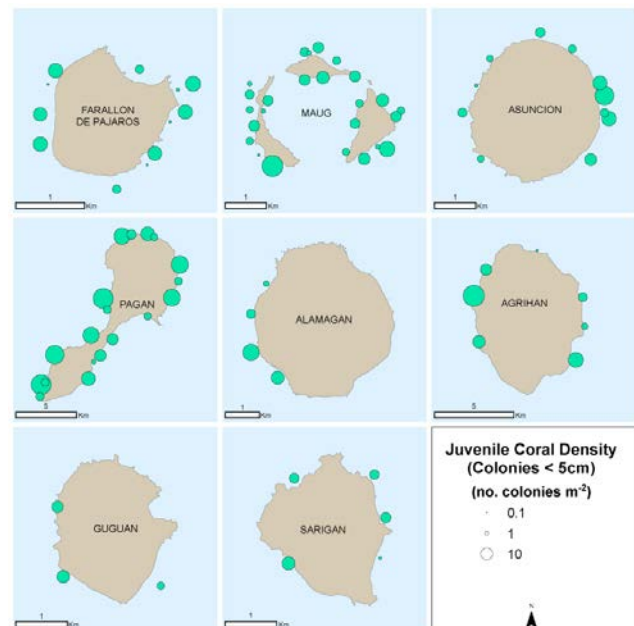 FARALLON
DE PAJAROS
1
Km
MAUG
1
Km
ASUNCION
1
Km
PAGAN
5
Km
ALAMAGAN
1
Km
AGRIHAN
5
Km
GUGUAN
1
Km
SARIGAN
1
Km
Juvenile Coral Density
(Colonies < 5cm)
(no. colonies m⁻²)
0.1
1
10
N